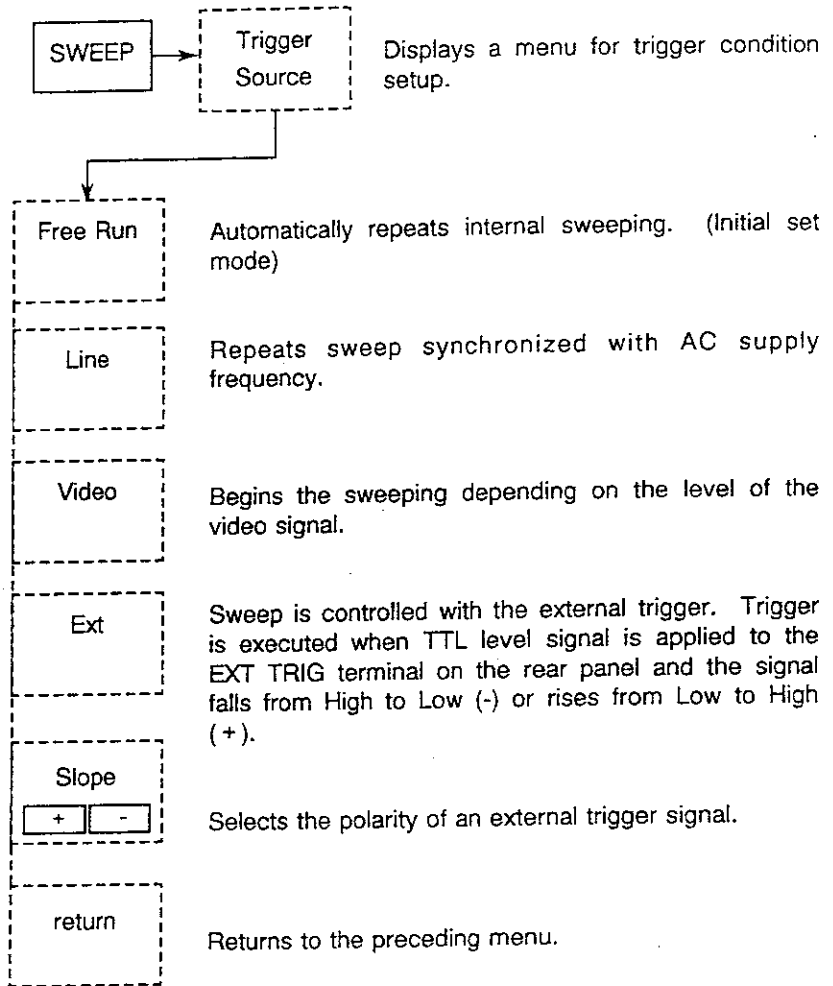 SWEEP
Trigger
Source
Displays a menu for trigger condition
setup.
Free Run
Automatically repeats internal sweeping. (Initial set
mode)
Line
Repeats sweep synchronized with AC supply
frequency.
Video
Begins the sweeping depending on the level of the
video signal.
Ext
Sweep is controlled with the external trigger. Trigger
is executed when TTL level signal is applied to the
EXT TRIG terminal on the rear panel and the signal
falls from High to Low (-) or rises from Low to High
(+).
Slope
+ -
Selects the polarity of an external trigger signal.
return
Returns to the preceding menu.